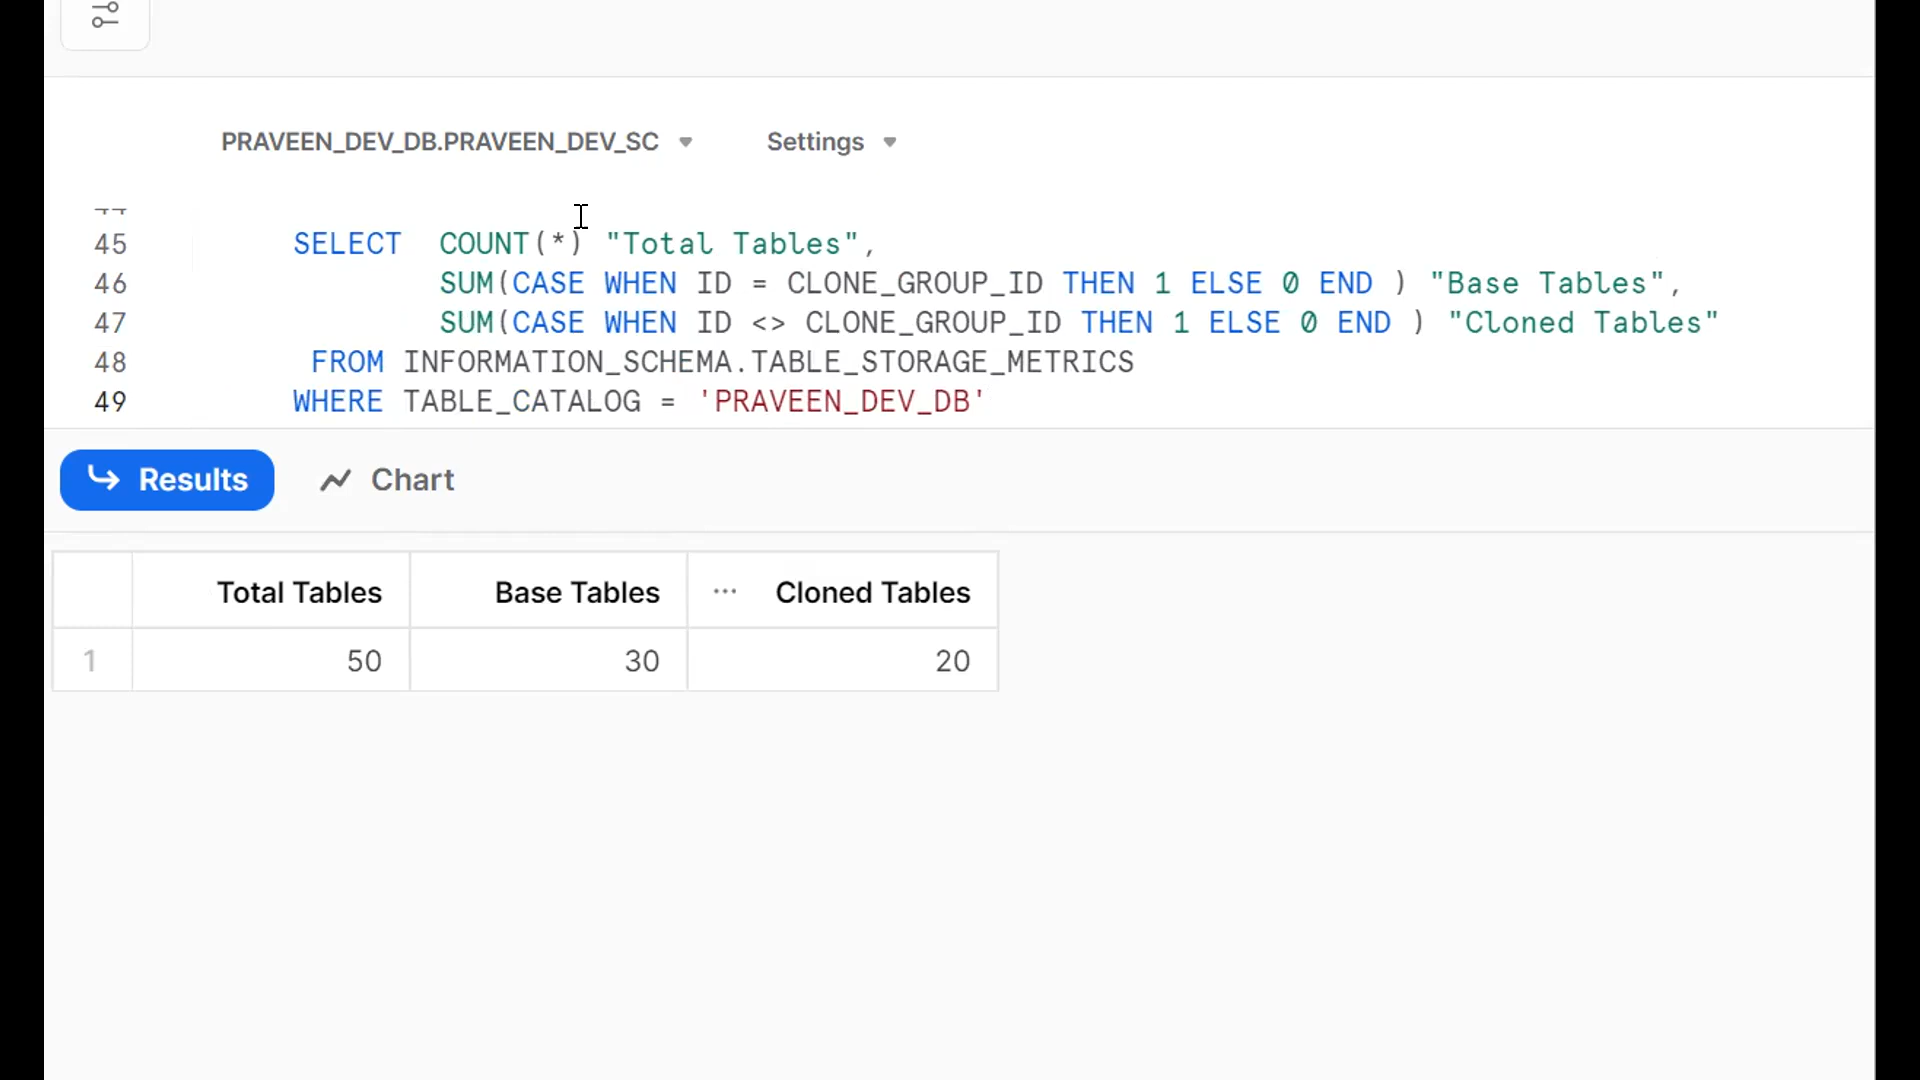 PRAVEEN_DEV_DB.PRAVEEN_DEV_SC Settings
44
45 SELECT COUNT(*) "Total Tables",
46 SUM(CASE WHEN ID = CLONE_GROUP_ID THEN 1 ELSE 0 END ) "Base Tables",
47 SUM(CASE WHEN ID <> CLONE_GROUP_ID THEN 1 ELSE 0 END ) "Cloned Tables"
48 FROM INFORMATION_SCHEMA.TABLE_STORAGE_METRICS
49 WHERE TABLE_CATALOG = 'PRAVEEN_DEV_DB'
Results Chart
Total Tables Base Tables ... Cloned Tables
1 50 30 20